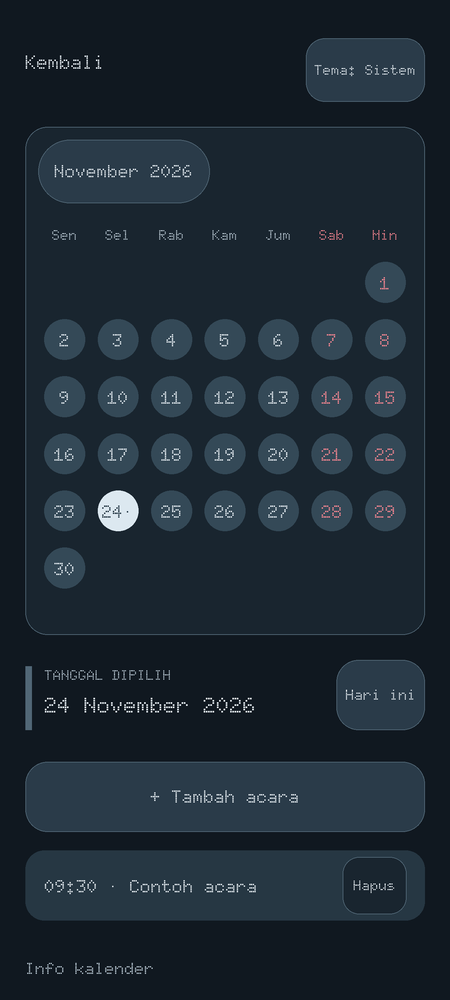 Kembali
Tema: Sistem
November 2026
Sen Sel Rab Kam Jum Sab Min
1
2 3 4 5 6 7 8
9 10 11 12 13 14 15
16 17 18 19 20 21 22
23 24· 25 26 27 28 29
30
TANGGAL DIPILIH
24 November 2026
Hari ini
+ Tambah acara
09:30 · Contoh acara
Hapus
Info kalender